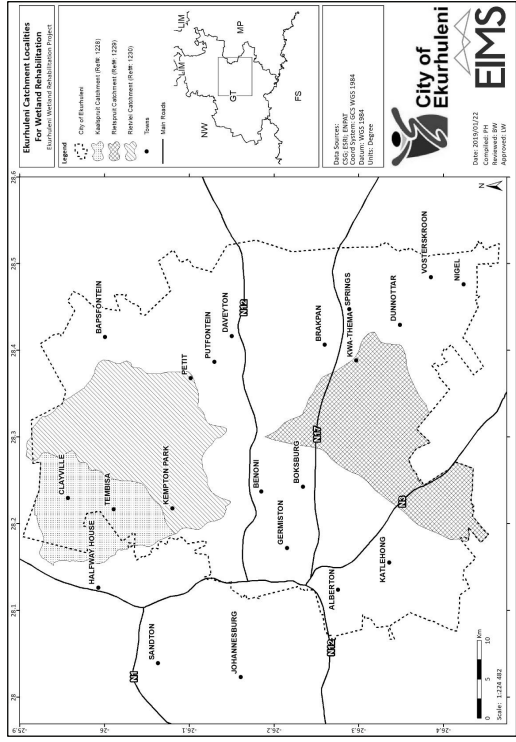 Ekurhuleni Catchment Localities
For Wetland Rehabilitation
Ekurhuleni Wetland Rehabilitation Project
Legend
City of Ekurhuleni
Kaalspruit Catchment (Ref#: 1228)
Rietspruit Catchment (Ref#: 1229)
Rietvlei Catchment (Ref#: 1230)
Towns
Main Roads
LIM
LIM
NW
GT
MP
FS
Data Sources:
CSG; ESRI; ENPAT
Coord System: GCS WGS 1984
Datum: WGS 1984
Units: Degree
City of
Ekurhuleni
EIMS
Date: 2019/01/22
Compiled: PH
Reviewed: BW
Approved: LW
28
28.1
28.2
28.3
28.4
28.5
28.6
-25.9
-26
-26.1
-26.2
-26.3
-26.4
CLAYVILLE
HALFWAY HOUSE
TEMBISA
BAPSFONTEIN
N1
SANDTON
KEMPTON PARK
PETIT
PUTFONTEIN
DAVEYTON
JOHANNESBURG
N12
BENONI
GERMISTON
BOKSBURG
BRAKPAN
N17
N12
ALBERTON
KWA-THEMA
SPRINGS
N3
KATLEHONG
DUNNOTTAR
VOSTERSKROON
NIGEL
N
0
5
10
Km
Scale: 1:224 482